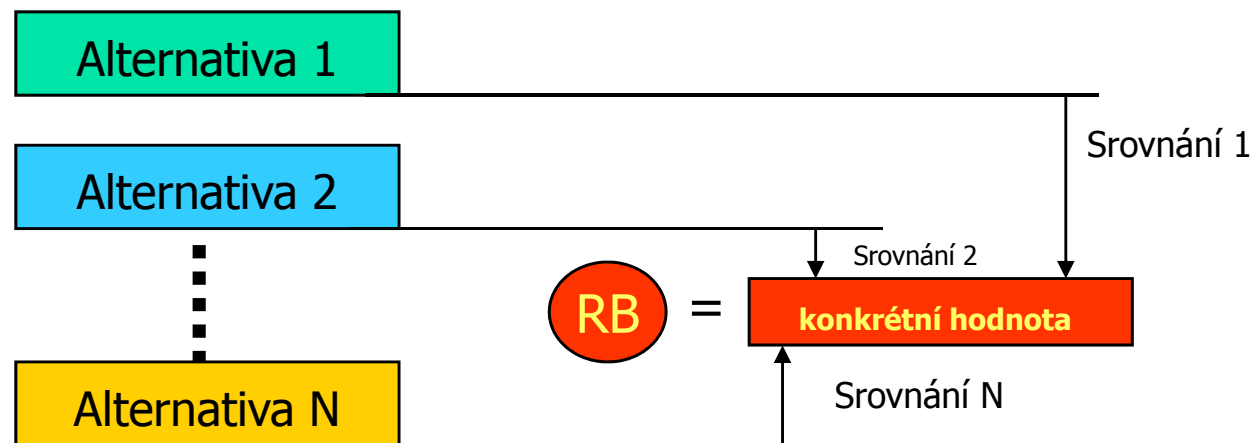 Alternativa 1
Srovnání 1
Alternativa 2
Srovnání 2
RB = konkrétní hodnota
Alternativa N
Srovnání N